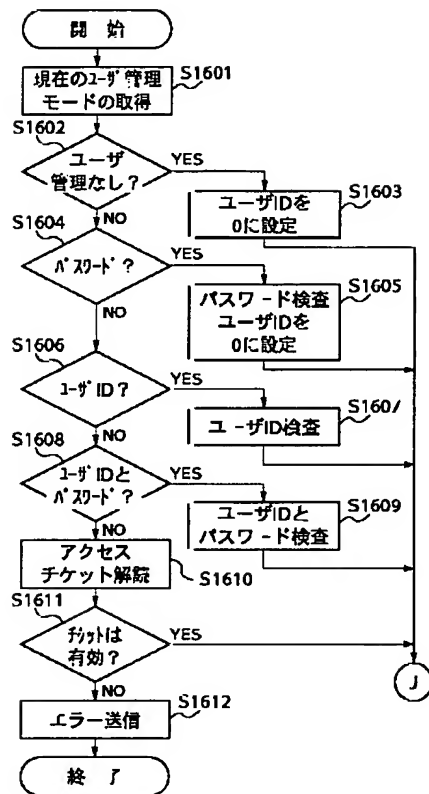 開 始
現在のユーザ管理
モードの取得
S1601
S1602
ユーザ
管理なし?
YES
NO
ユーザIDを
0に設定
S1603
S1604
パスワード?
YES
NO
パスワード検査
ユーザIDを
0に設定
S1605
S1606
ユーザID?
YES
NO
ユーザID検査
S1607
S1608
ユーザIDと
パスワード?
YES
NO
ユーザIDと
パスワード検査
S1609
アクセス
チケット解読
S1610
S1611
チケットは
有効?
YES
NO
J
エラー送信
S1612
終 了